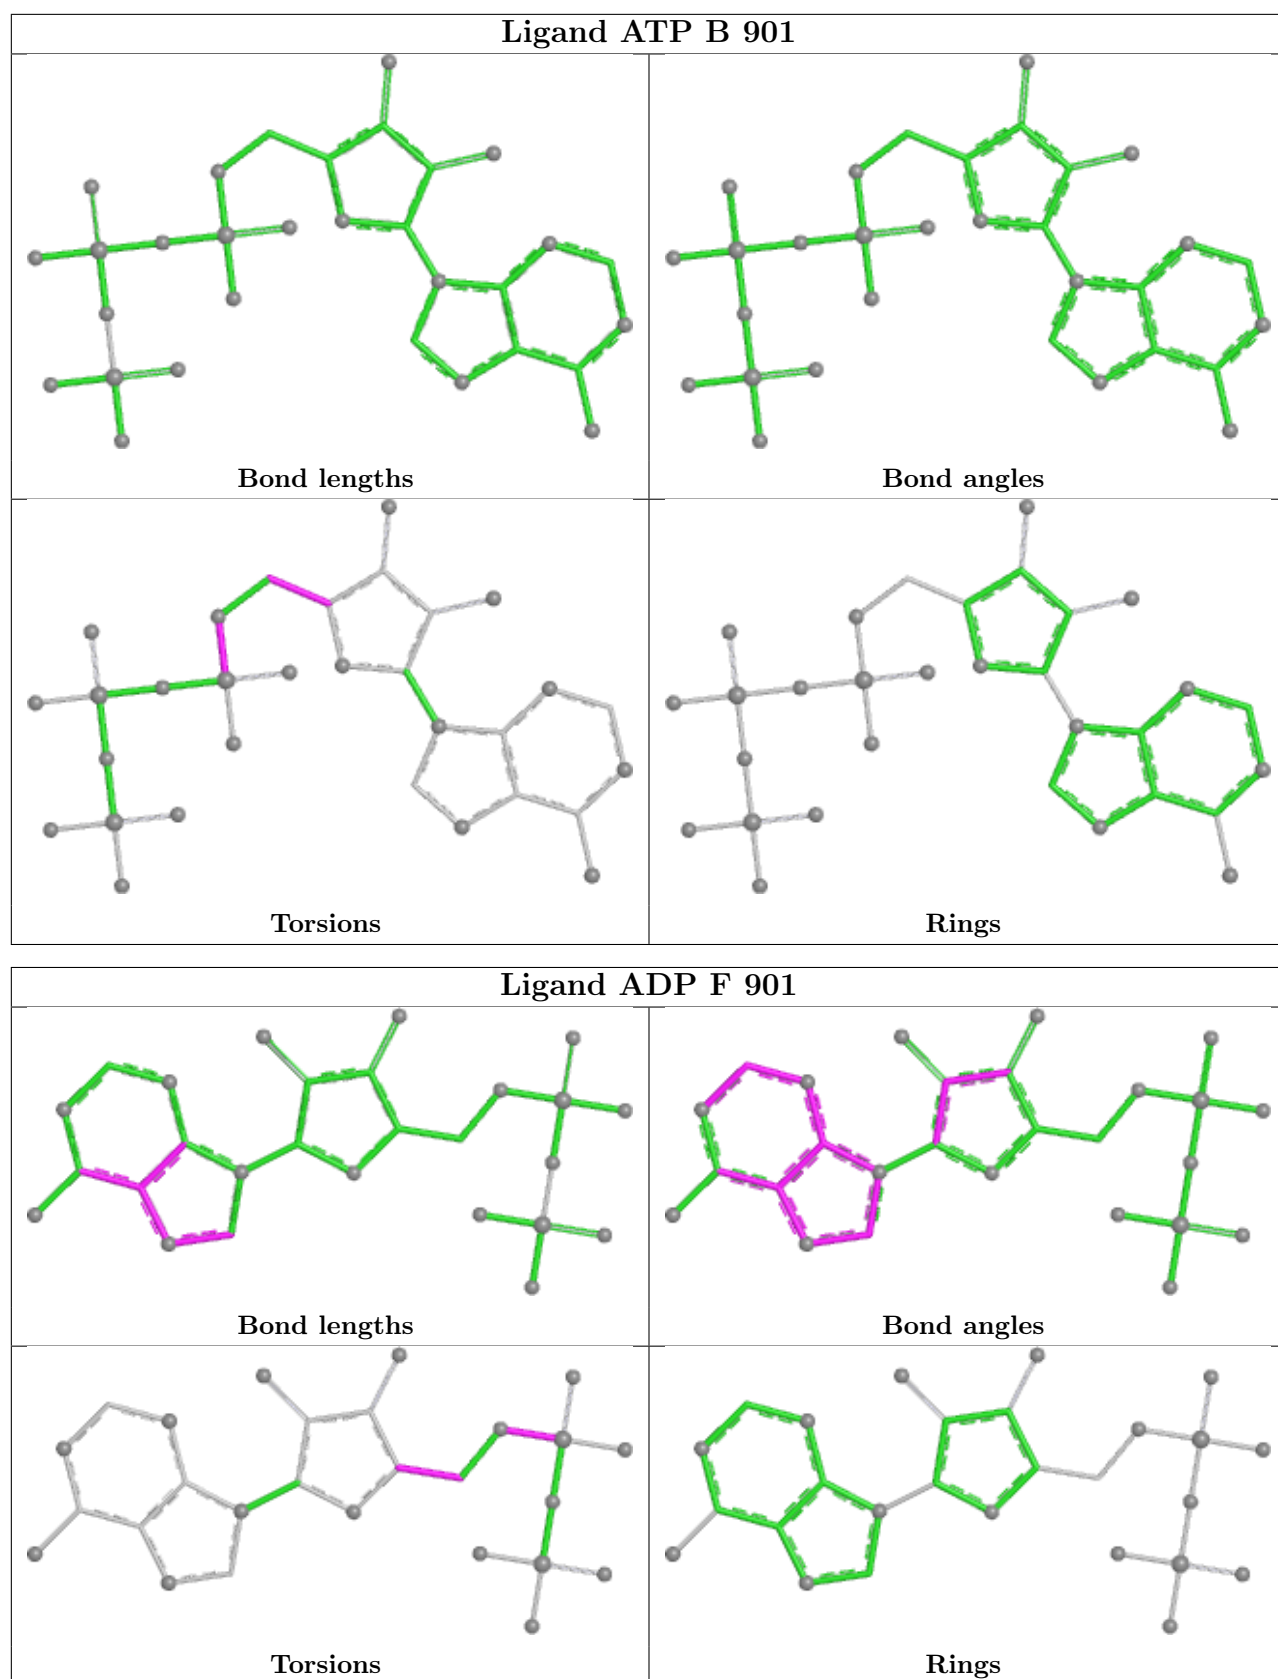 Ligand ATP B 901
Bond lengths
Bond angles
Torsions
Rings
Ligand ADP F 901
Bond lengths
Bond angles
Torsions
Rings